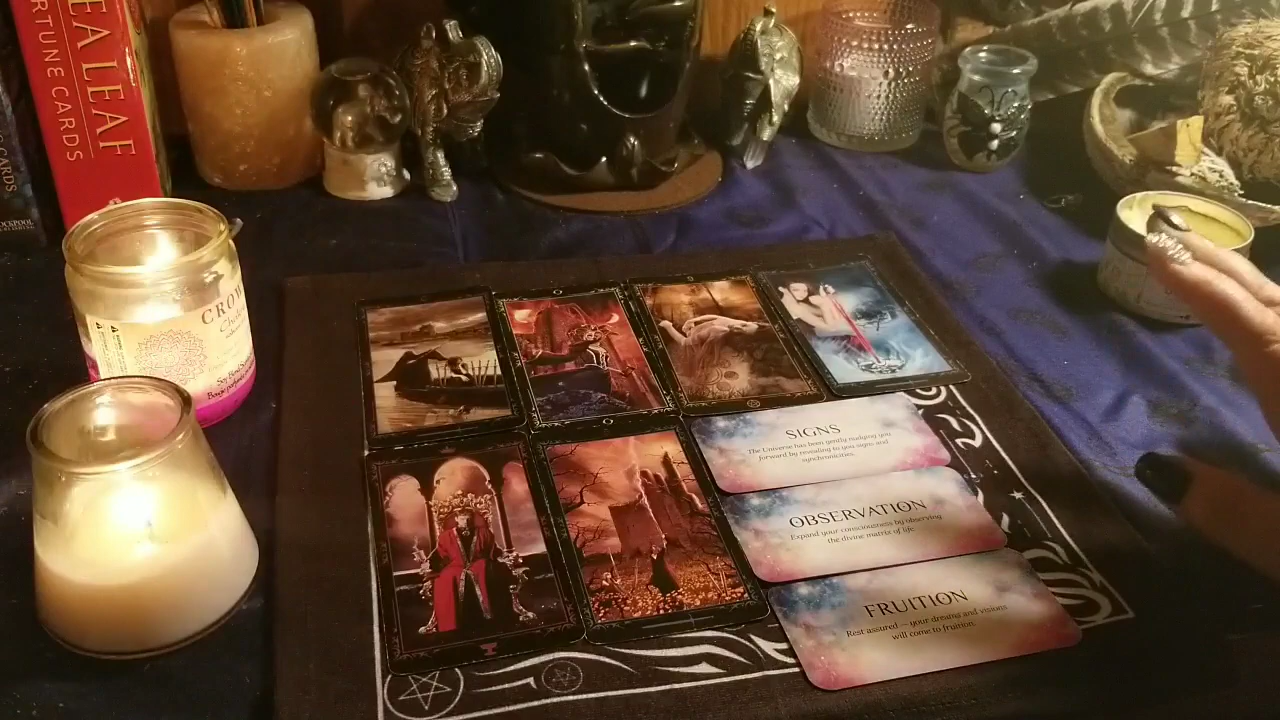 EA LEAF
RTUNE CARDS
CARDS
CROW
SIGNS
The Universe has been gently nudging you
forward by revealing to you signs and
synchronicities.
OBSERVATION
Expand your consciousness by observing
the divine matrix of life
FRUITION
Rest assured – your dreams and visions
will come to fruition.